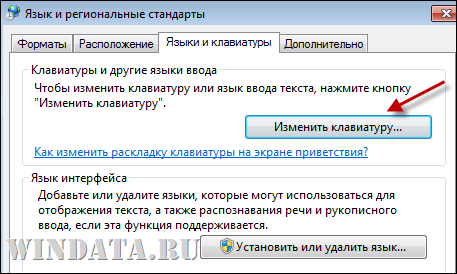 Язык и региональные стандарты
Форматы Расположение Языки и клавиатуры Дополнительно
Клавиатуры и другие языки ввода
Чтобы изменить клавиатуру или язык ввода текста, нажмите кнопку
"Изменить клавиатуру".
Изменить клавиатуру...
Как изменить раскладку клавиатуры на экране приветствия?
Язык интерфейса
Добавьте или удалите языки, которые могут использоваться для
отображения текста, а также распознавания речи и рукописного
ввода, если эта функция поддерживается.
WINDATA.RU
Установить или удалить язык...